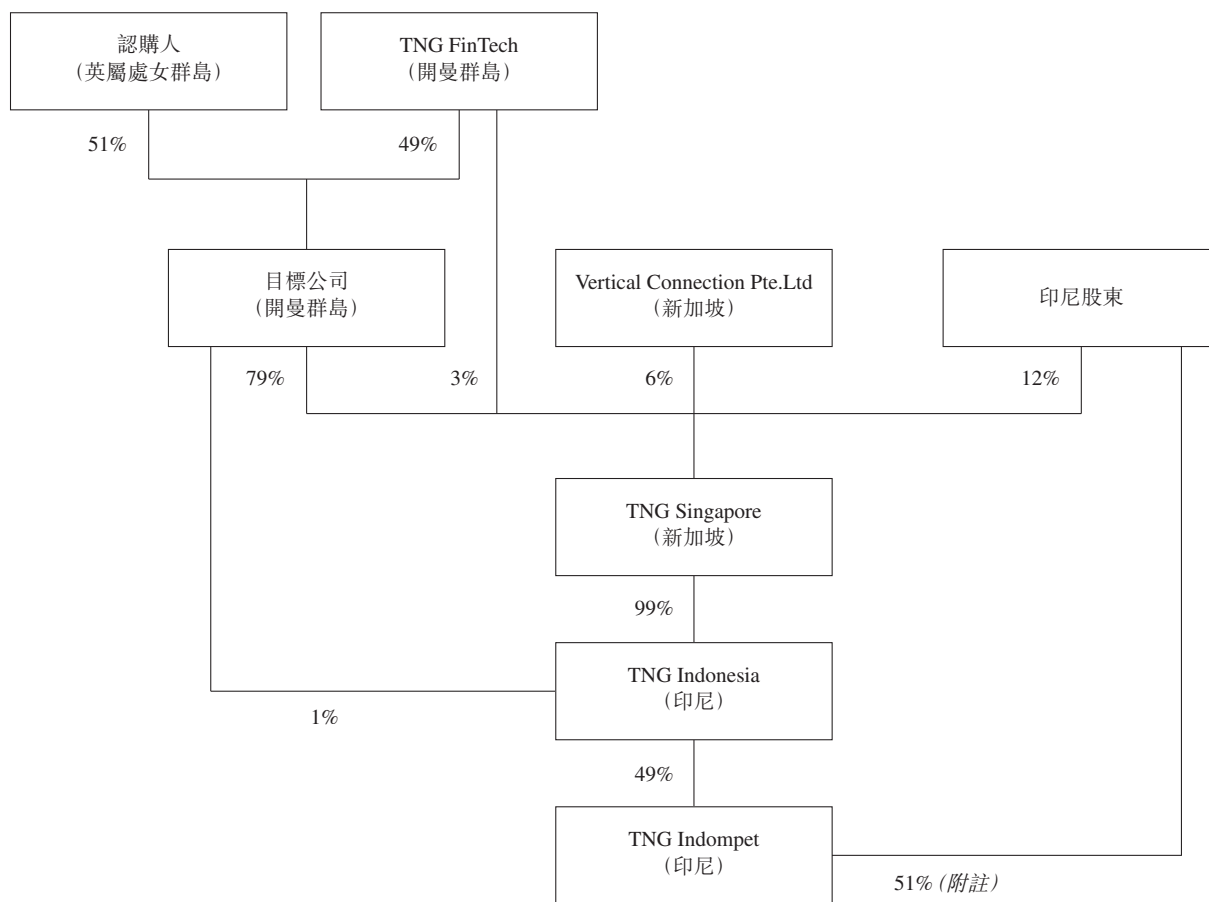 認購人
（英屬處女群島）
TNG FinTech
（開曼群島）
51%
49%
目標公司
（開曼群島）
Vertical Connection Pte.Ltd
（新加坡）
印尼股東
79%
3%
6%
12%
TNG Singapore
（新加坡）
99%
TNG Indonesia
（印尼）
1%
49%
TNG Indompet
（印尼）
51% (附註)